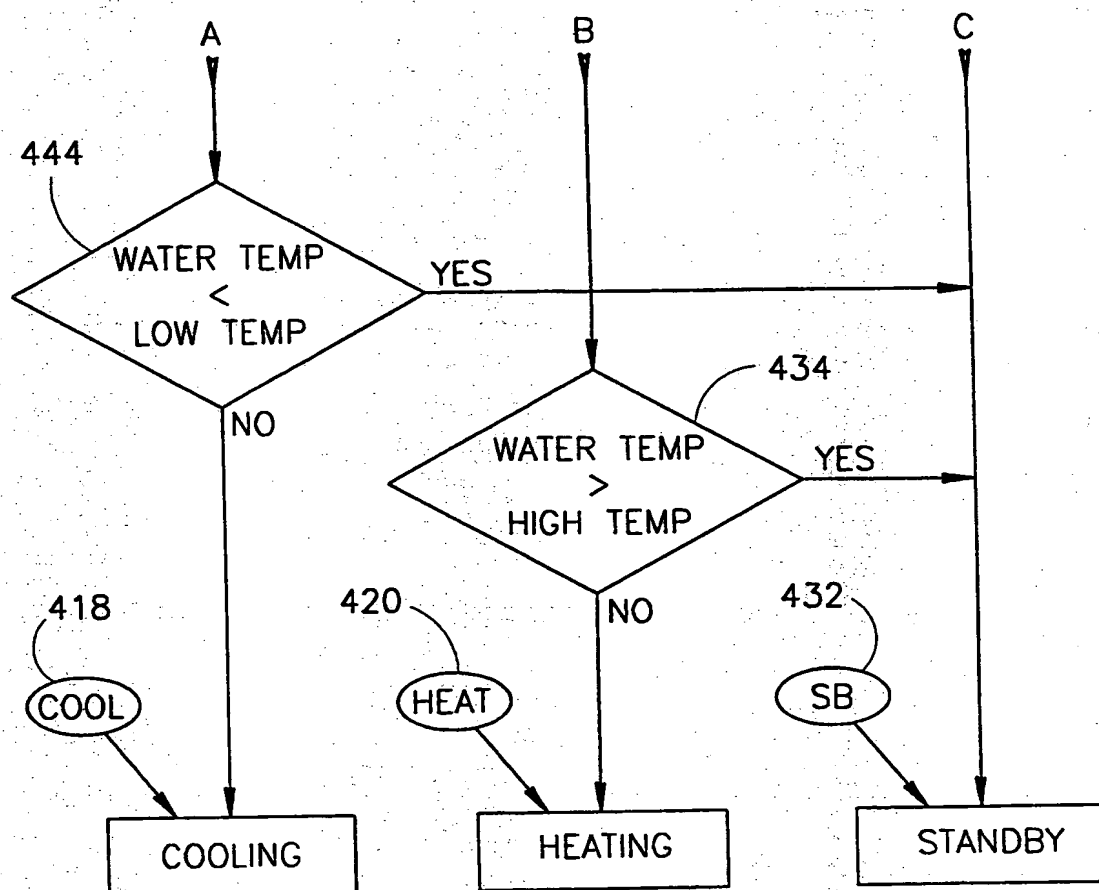 A
B
C
444
WATER TEMP
<
LOW TEMP
YES
NO
434
WATER TEMP
>
HIGH TEMP
YES
NO
418
COOL
420
HEAT
432
SB
COOLING
HEATING
STANDBY